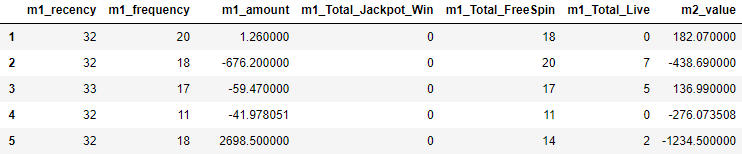 m1_recency m1_frequency m1_amount m1_Total_Jackpot_Win m1_Total_FreeSpin m1_Total_Live m2_value
1 32 20 1.260000 0 18 0 182.070000
2 32 18 -676.200000 0 20 7 -438.690000
3 33 17 -59.470000 0 17 5 136.990000
4 32 11 -41.978051 0 11 0 -276.073508
5 32 18 2698.500000 0 14 2 -1234.500000